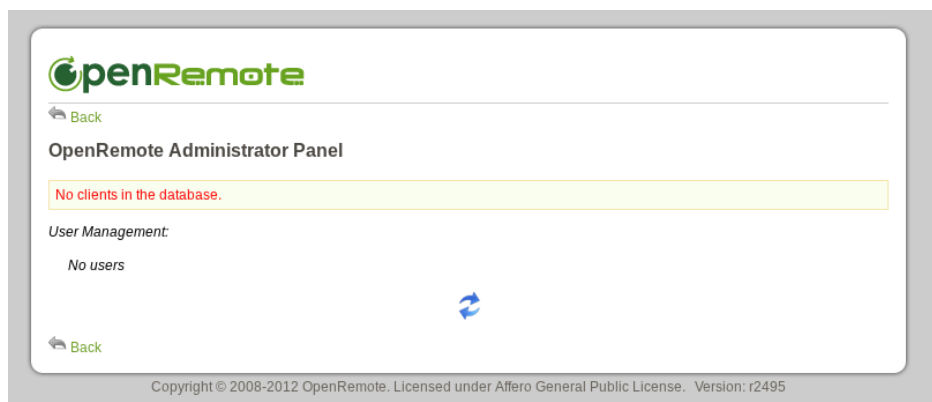 OpenRemote
Back
OpenRemote Administrator Panel
No clients in the database.
User Management:
No users
Back
Copyright © 2008-2012 OpenRemote. Licensed under Affero General Public License. Version: r2495